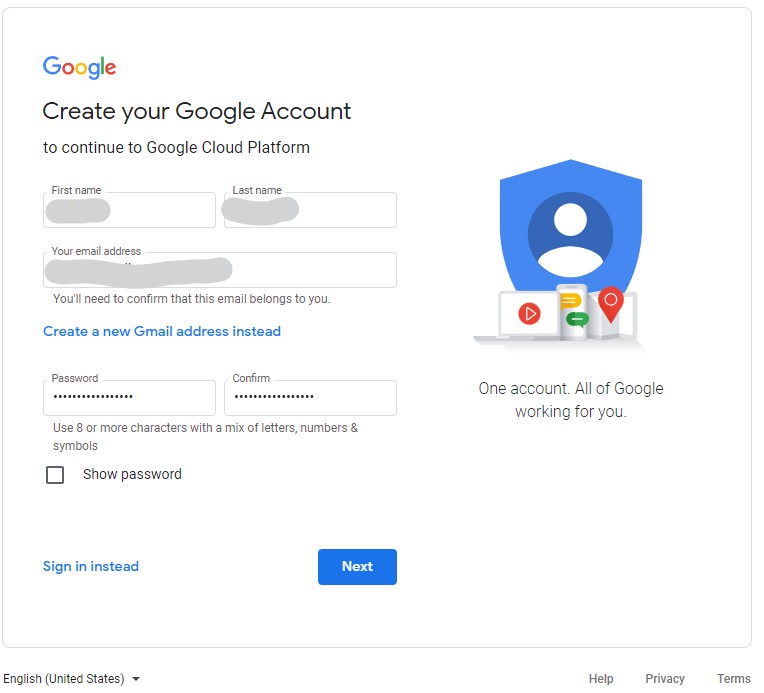 Google
Create your Google Account
to continue to Google Cloud Platform
First name
Last name
Your email address
You'll need to confirm that this email belongs to you.
Create a new Gmail address instead
Password
Confirm
•••••••••••••••••
•••••••••••••••••
Use 8 or more characters with a mix of letters, numbers &
symbols
Show password
Sign in instead
Next
One account. All of Google
working for you.
English (United States)
Help
Privacy
Terms